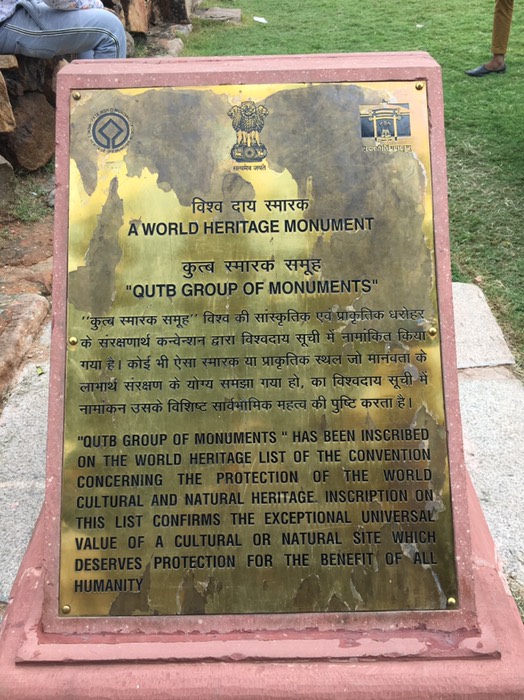 सत्यमेव जयते
विश्व दाय स्मारक
A WORLD HERITAGE MONUMENT
कुत्ब स्मारक समूह
"QUTB GROUP OF MONUMENTS"
''कुत्ब स्मारक समूह'' विश्व की सांस्कृतिक एवं प्राकृतिक धरोहर
के संरक्षणार्थ कन्वेन्शन द्वारा विश्वदाय सूची में नामांकित किया
गया है। कोई भी ऐसा स्मारक या प्राकृतिक स्थल जो मानवता के
लाभार्थ संरक्षण के योग्य समझा गया हो, का विश्वदाय सूची में
नामांकन उसके विशिष्ट सार्वभामिक महत्व की पुष्टि करता है।
"QUTB GROUP OF MONUMENTS " HAS BEEN INSCRIBED
ON THE WORLD HERITAGE LIST OF THE CONVENTION
CONCERNING THE PROTECTION OF THE WORLD
CULTURAL AND NATURAL HERITAGE. INSCRIPTION ON
THIS LIST CONFIRMS THE EXCEPTIONAL UNIVERSAL
VALUE OF A CULTURAL OR NATURAL SITE WHICH
DESERVES PROTECTION FOR THE BENEFIT OF ALL
HUMANITY